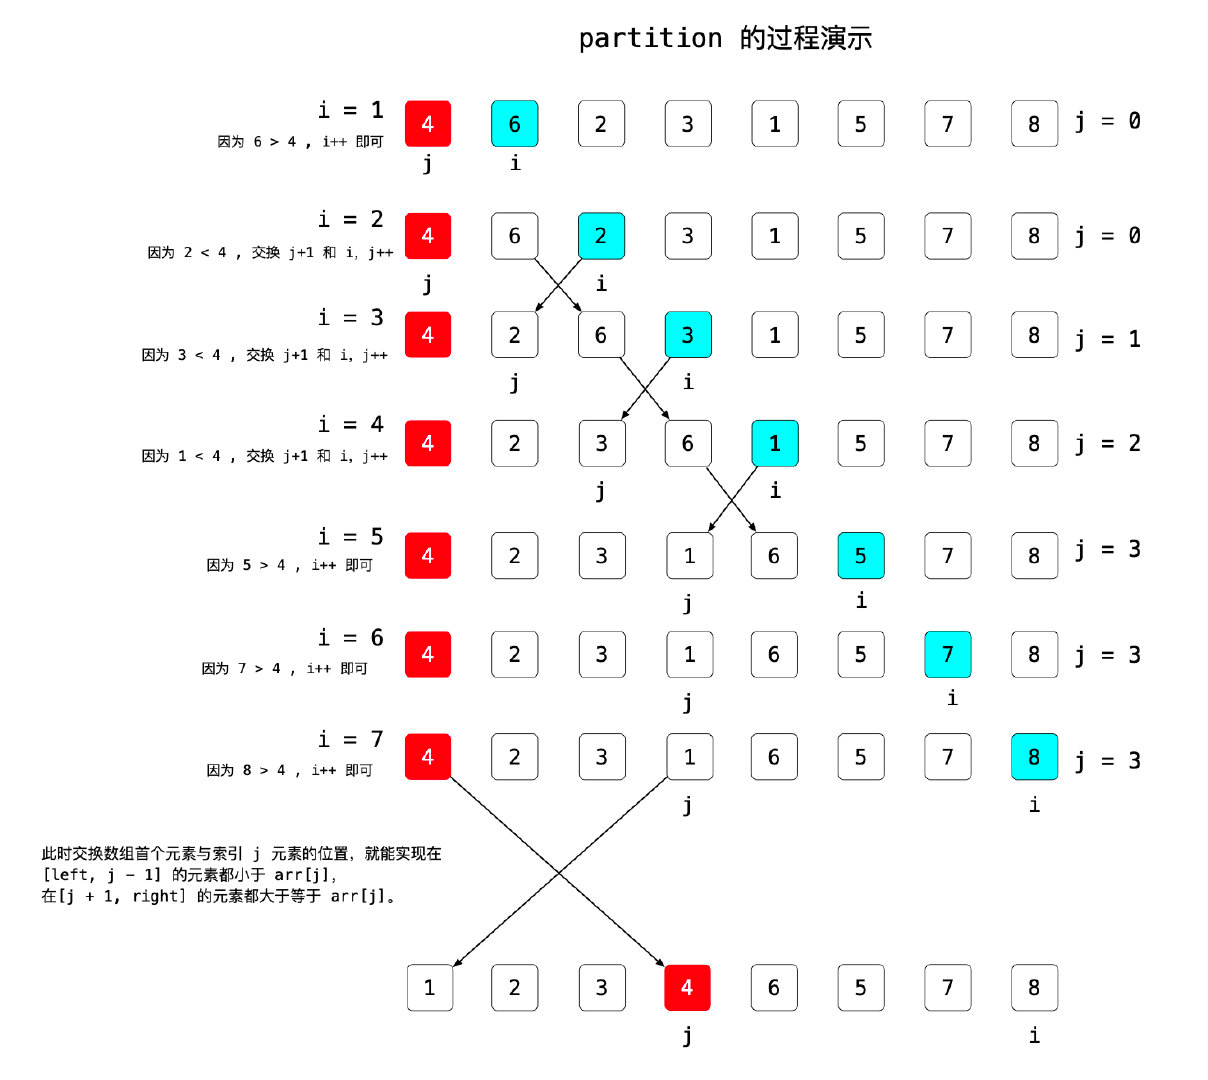 partition 的过程演示
i = 1
4 6 2 3 1 5 7 8
j = 0
因为 6 > 4 , i++ 即可
j i
i = 2
4 6 2 3 1 5 7 8
j = 0
因为 2 < 4 , 交换 j+1 和 i, j++
j i
i = 3
4 2 6 3 1 5 7 8
j = 1
因为 3 < 4 , 交换 j+1 和 i, j++
j i
i = 4
4 2 3 6 1 5 7 8
j = 2
因为 1 < 4 , 交换 j+1 和 i, j++
j i
i = 5
4 2 3 1 6 5 7 8
j = 3
因为 5 > 4 , i++ 即可
j i
i = 6
4 2 3 1 6 5 7 8
j = 3
因为 7 > 4 , i++ 即可
j i
i = 7
4 2 3 1 6 5 7 8
j = 3
因为 8 > 4 , i++ 即可
j i
此时交换数组首个元素与索引 j 元素的位置，就能实现在
[left, j - 1] 的元素都小于 arr[j]，
在[j + 1, right] 的元素都大于等于 arr[j]。
1 2 3 4 6 5 7 8
j i